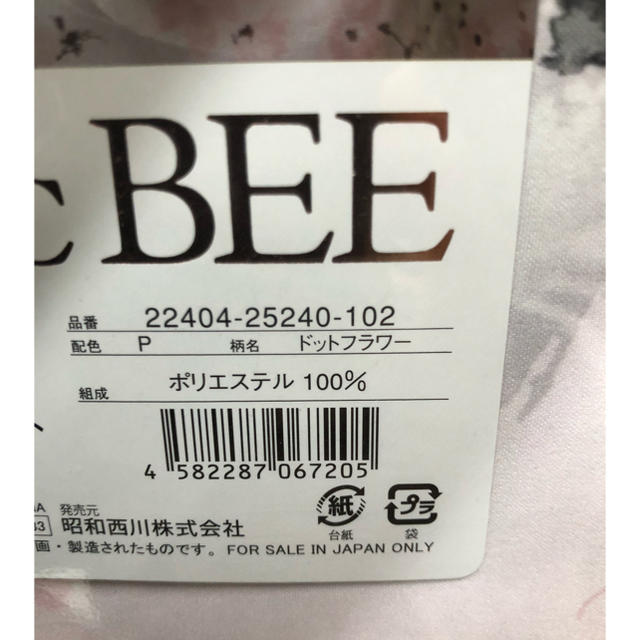 C BEE
品番 22404-25240-102
配色 P 柄名 ドットフラワー
組成 ポリエステル 100%
4 582287 067205
発売元
昭和西川株式会社
紙
台紙
プラ
袋
画・製造されたものです。 FOR SALE IN JAPAN ONLY